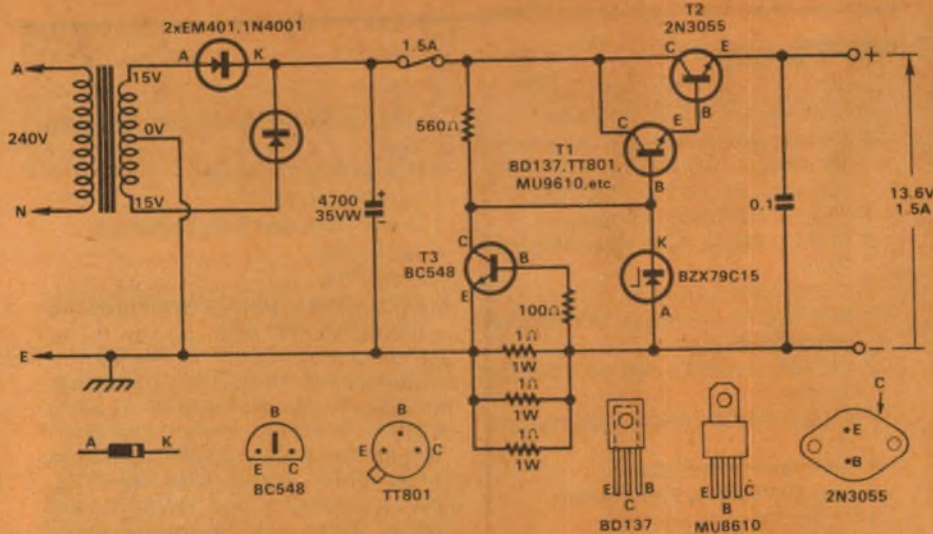 2xEM401,1N4001
T2
2N3055
A
K
1.5A
C
E
+
A
15V
B
240V
0V
560Ω
C
E
T1
BD137,TT801,
MU9610,etc.
B
N
15V
4700
35VW
+
-
0.1
13.6V
1.5A
T3
BC548
C
B
E
K
BZX79C15
A
100Ω
E
1Ω
1W
1Ω
1W
1Ω
1W
−
A
K
B
E
C
BC548
B
E
C
TT801
E
B
C
BD137
E
C
B
MU8610
C
E
B
2N3055